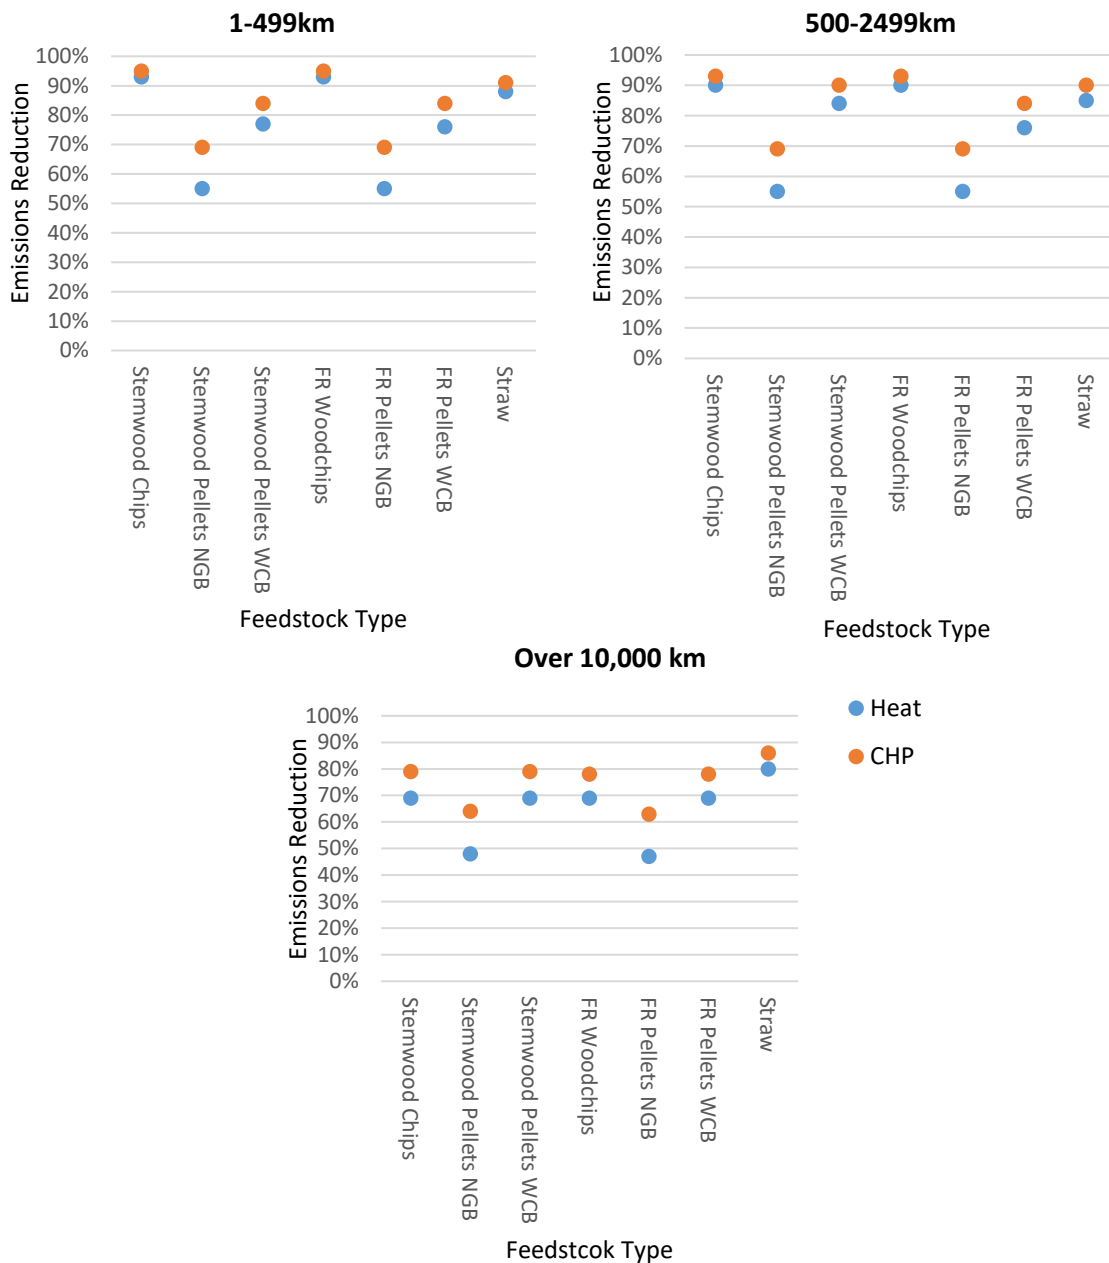 1-499km
Emissions Reduction
100%
90%
80%
70%
60%
50%
40%
30%
20%
10%
0%
Stemwood Chips
Stemwood Pellets NGB
Stemwood Pellets WCB
FR Woodchips
FR Pellets NGB
FR Pellets WCB
Straw
Feedstock Type
500-2499km
Emissions Reduction
100%
90%
80%
70%
60%
50%
40%
30%
20%
10%
0%
Stemwood Chips
Stemwood Pellets NGB
Stemwood Pellets WCB
FR Woodchips
FR Pellets NGB
FR Pellets WCB
Straw
Feedstock Type
Over 10,000 km
Emissions Reduction
100%
90%
80%
70%
60%
50%
40%
30%
20%
10%
0%
Stemwood Chips
Stemwood Pellets NGB
Stemwood Pellets WCB
FR Woodchips
FR Pellets NGB
FR Pellets WCB
Straw
Feedstcok Type
Heat
CHP